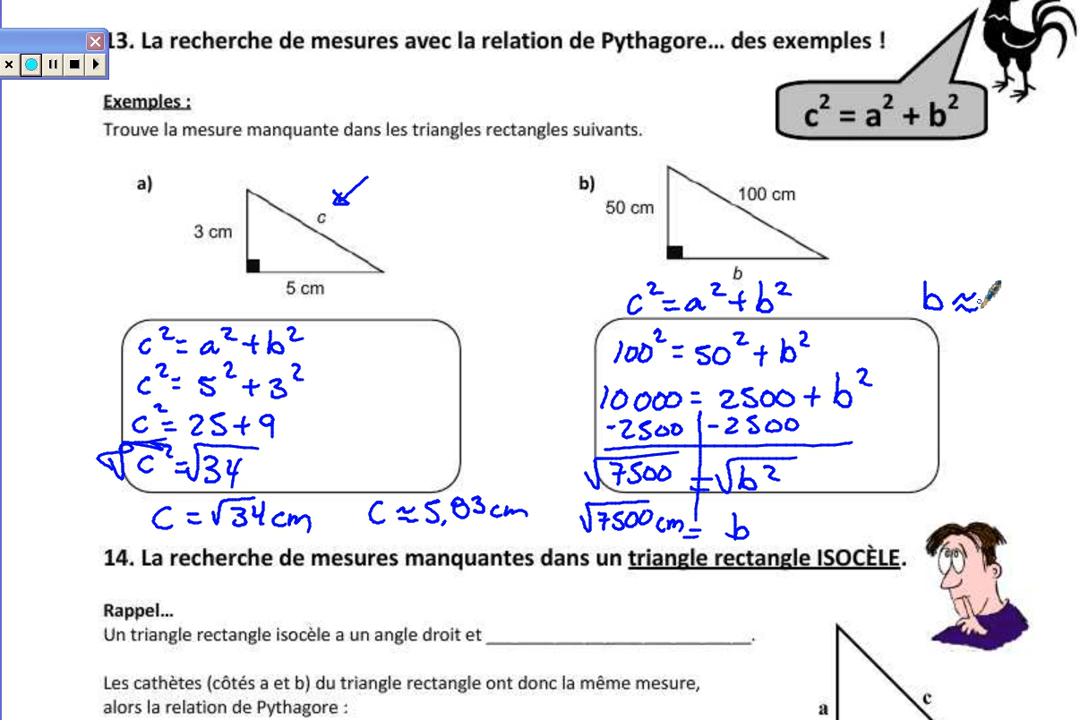 13. La recherche de mesures avec la relation de Pythagore... des exemples !
c² = a² + b²
Exemples :
Trouve la mesure manquante dans les triangles rectangles suivants.
a)
3 cm
c
5 cm
c² = a² + b²
c² = 5² + 3²
c² = 25 + 9
√c² = √34
c = √34 cm
c ≈ 5,83 cm
b)
50 cm
100 cm
b
c² = a² + b²
b ≈
100² = 50² + b²
10 000 = 2500 + b²
-2500 | -2500
√7500 = √b²
√7500 cm = b
14. La recherche de mesures manquantes dans un triangle rectangle ISOCÈLE.
Rappel...
Un triangle rectangle isocèle a un angle droit et ____________________________.
Les cathètes (côtés a et b) du triangle rectangle ont donc la même mesure,
alors la relation de Pythagore :
a
c